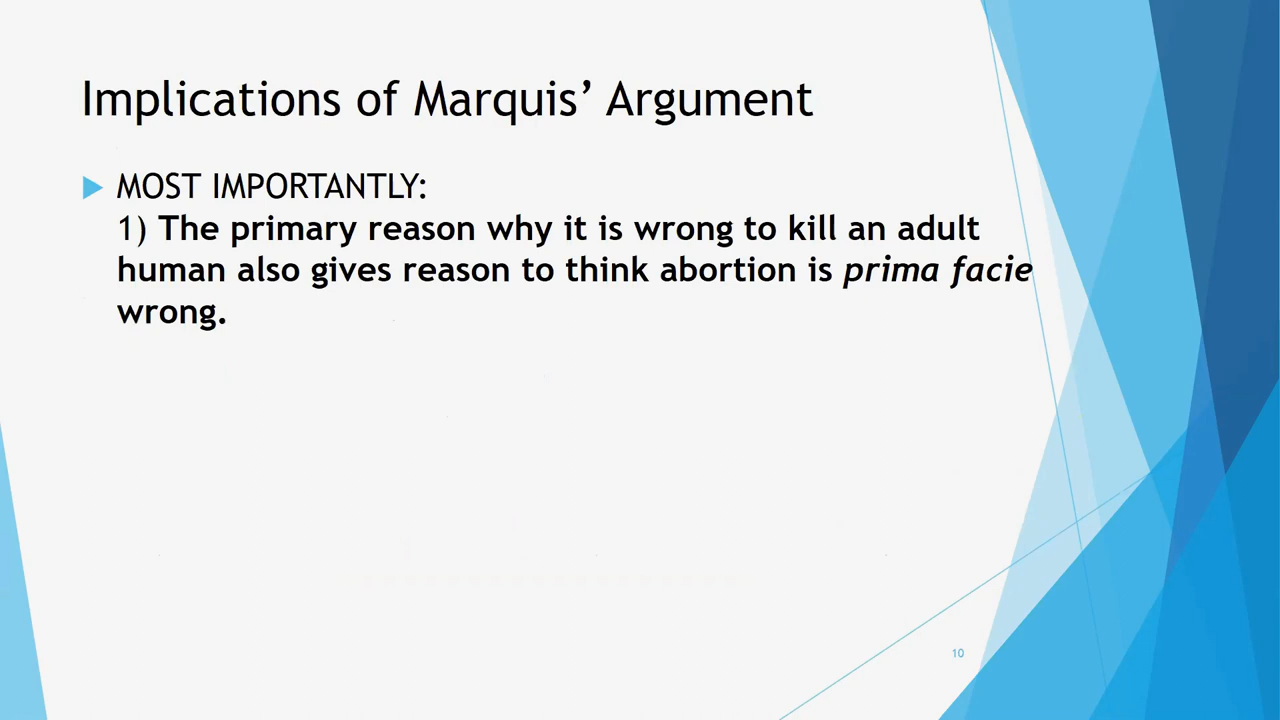 Implications of Marquis’ Argument
MOST IMPORTANTLY:
1) The primary reason why it is wrong to kill an adult
human also gives reason to think abortion is prima facie
wrong.
10